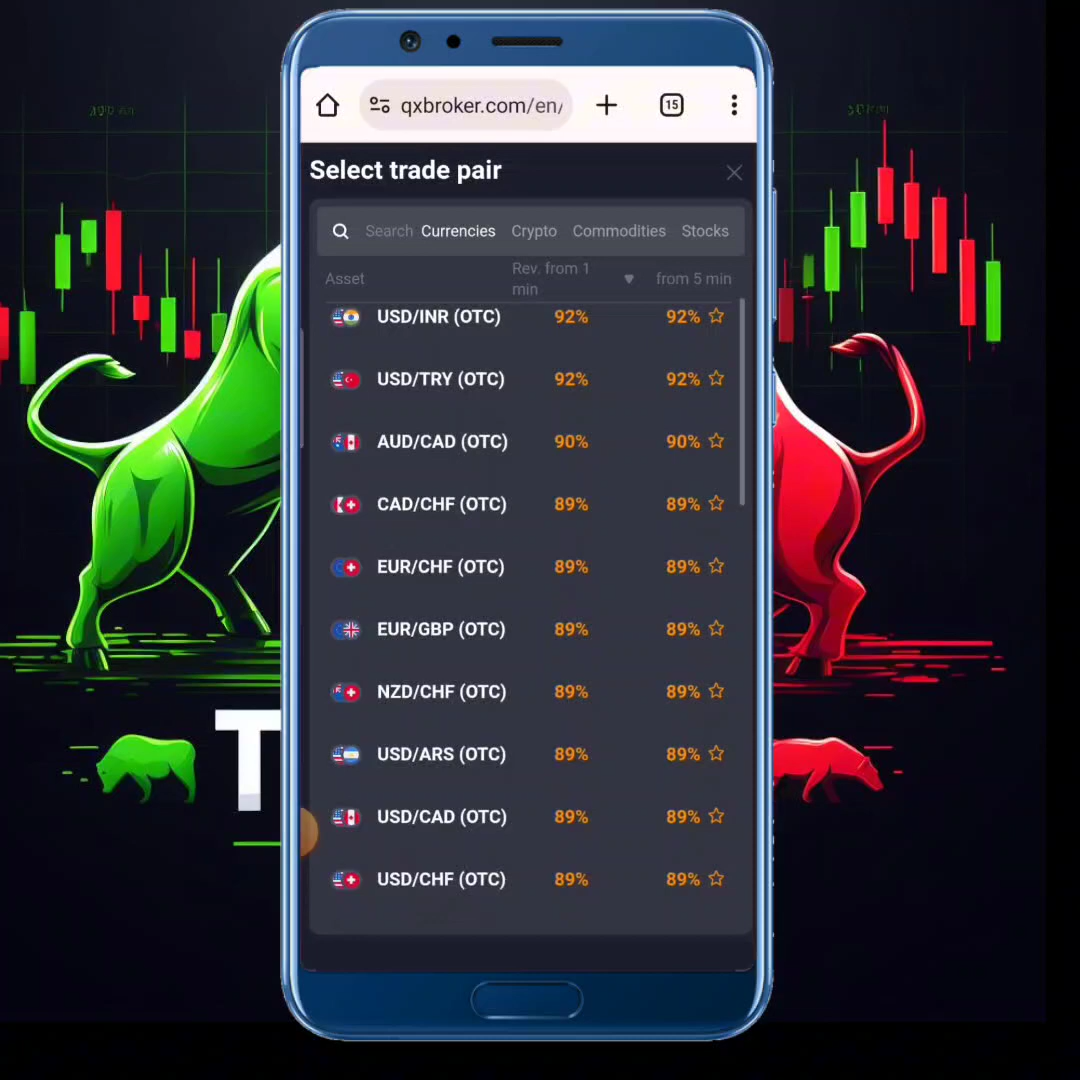 qxbroker.com/en/
15
Select trade pair
Search Currencies Crypto Commodities Stocks
Asset
Rev. from 1
min
from 5 min
USD/INR (OTC) 92% 92%
USD/TRY (OTC) 92% 92%
AUD/CAD (OTC) 90% 90%
CAD/CHF (OTC) 89% 89%
EUR/CHF (OTC) 89% 89%
EUR/GBP (OTC) 89% 89%
NZD/CHF (OTC) 89% 89%
USD/ARS (OTC) 89% 89%
USD/CAD (OTC) 89% 89%
USD/CHF (OTC) 89% 89%
T